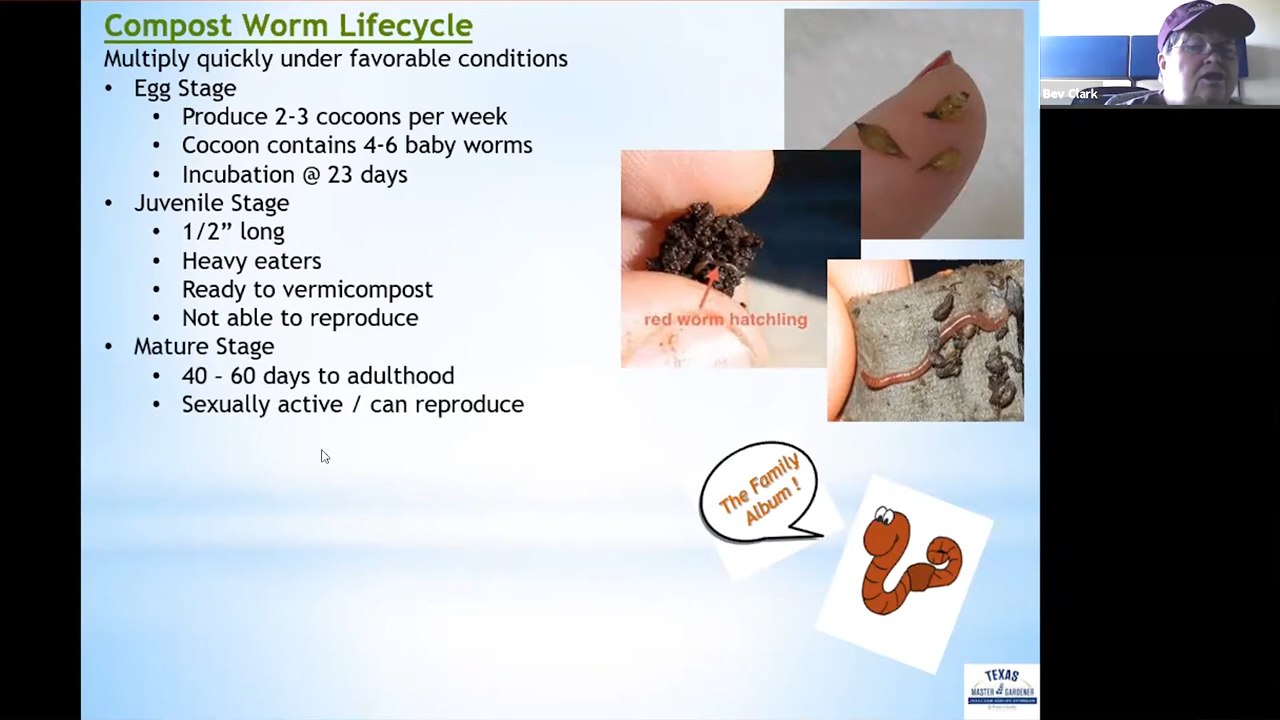 Compost Worm Lifecycle
Multiply quickly under favorable conditions
• Egg Stage
• Produce 2-3 cocoons per week
• Cocoon contains 4-6 baby worms
• Incubation @ 23 days
• Juvenile Stage
• 1/2” long
• Heavy eaters
• Ready to vermicompost
• Not able to reproduce
• Mature Stage
• 40 – 60 days to adulthood
• Sexually active / can reproduce
red worm hatchling
The Family
Album !
Bev Clark
TEXAS
MASTER GARDENER